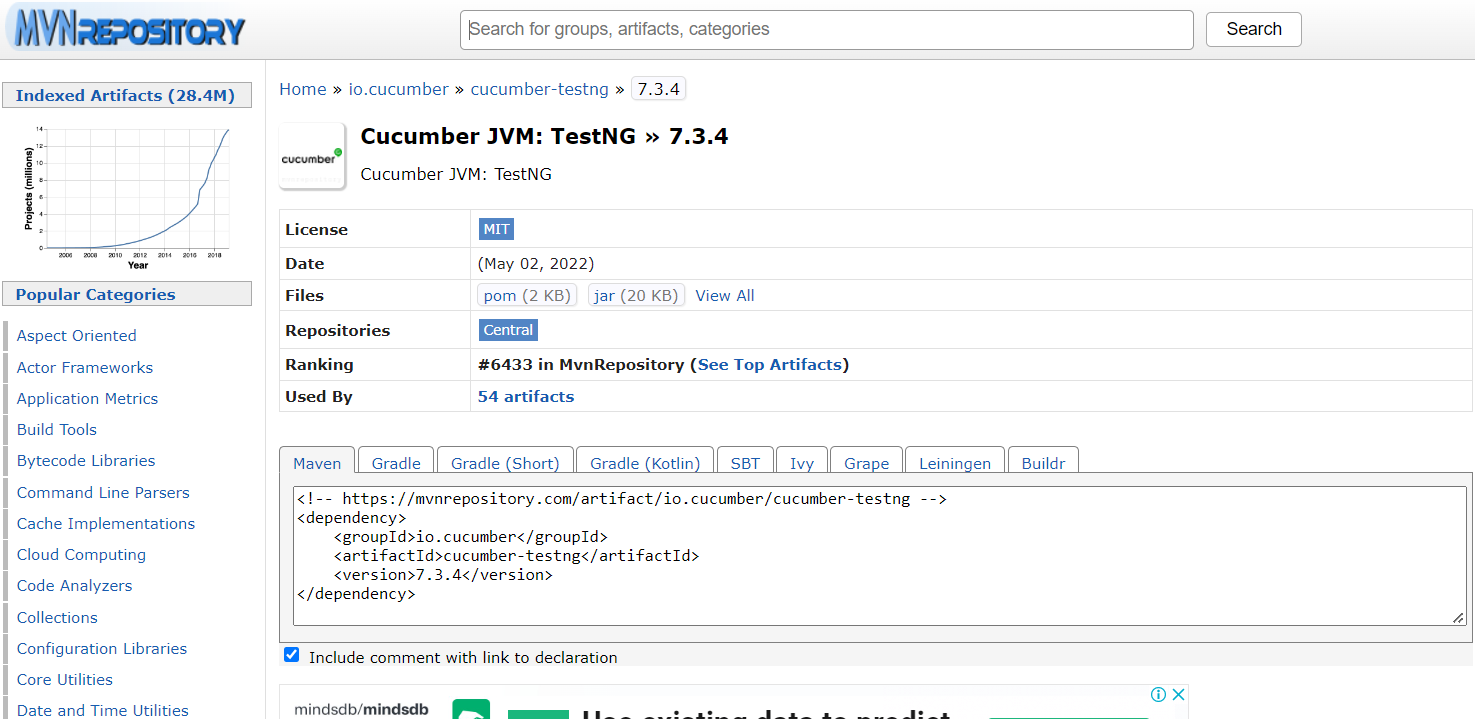 MVNREPOSITORY
Search for groups, artifacts, categories
Search
Indexed Artifacts (28.4M)
Projects (millions)
14
12
10
8
6
4
2
0
2006 2008 2010 2012 2014 2016 2018
Year
Popular Categories
Aspect Oriented
Actor Frameworks
Application Metrics
Build Tools
Bytecode Libraries
Command Line Parsers
Cache Implementations
Cloud Computing
Code Analyzers
Collections
Configuration Libraries
Core Utilities
Date and Time Utilities
Home » io.cucumber » cucumber-testng » 7.3.4
cucumber
Cucumber JVM: TestNG » 7.3.4
Cucumber JVM: TestNG
License MIT
Date (May 02, 2022)
Files pom (2 KB) jar (20 KB) View All
Repositories Central
Ranking #6433 in MvnRepository (See Top Artifacts)
Used By 54 artifacts
Maven Gradle Gradle (Short) Gradle (Kotlin) SBT Ivy Grape Leiningen Buildr
<!-- https://mvnrepository.com/artifact/io.cucumber/cucumber-testng -->
<dependency>
    <groupId>io.cucumber</groupId>
    <artifactId>cucumber-testng</artifactId>
    <version>7.3.4</version>
</dependency>
Include comment with link to declaration
mindsdb/mindsdb
Use existing data to predict